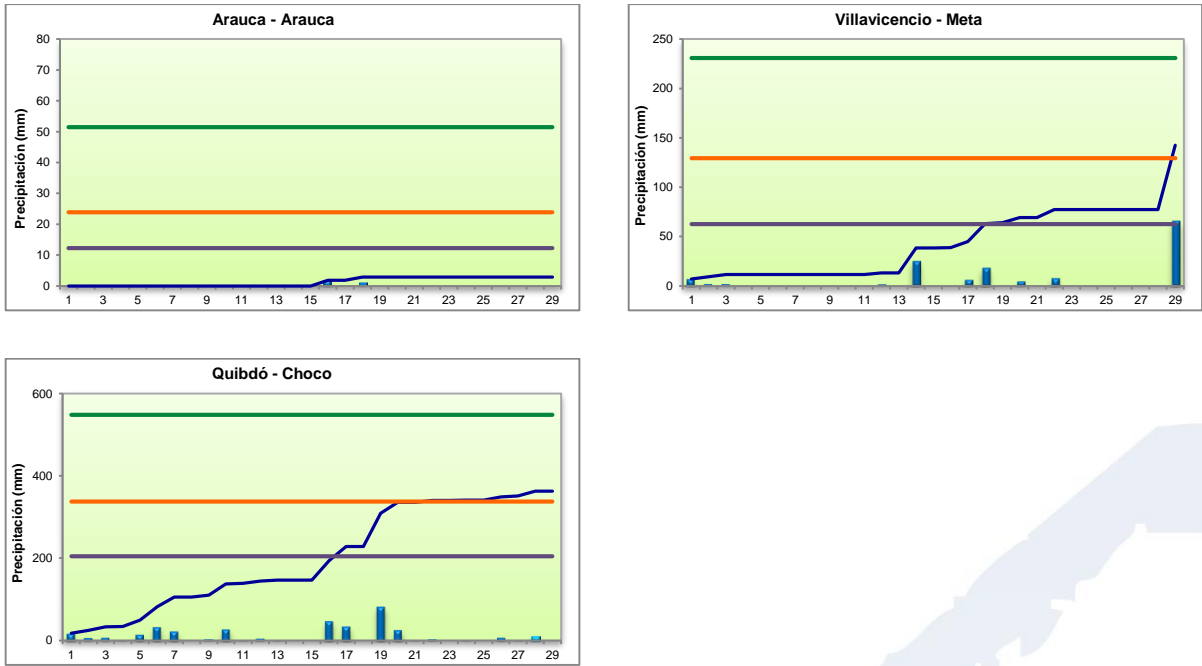 Arauca - Arauca
Precipitación (mm)
80
70
60
50
40
30
20
10
0
1 3 5 7 9 11 13 15 17 19 21 23 25 27 29
Villavicencio - Meta
Precipitación (mm)
250
200
150
100
50
0
1 3 5 7 9 11 13 15 17 19 21 23 25 27 29
Quibdó - Choco
Precipitación (mm)
600
400
200
0
1 3 5 7 9 11 13 15 17 19 21 23 25 27 29